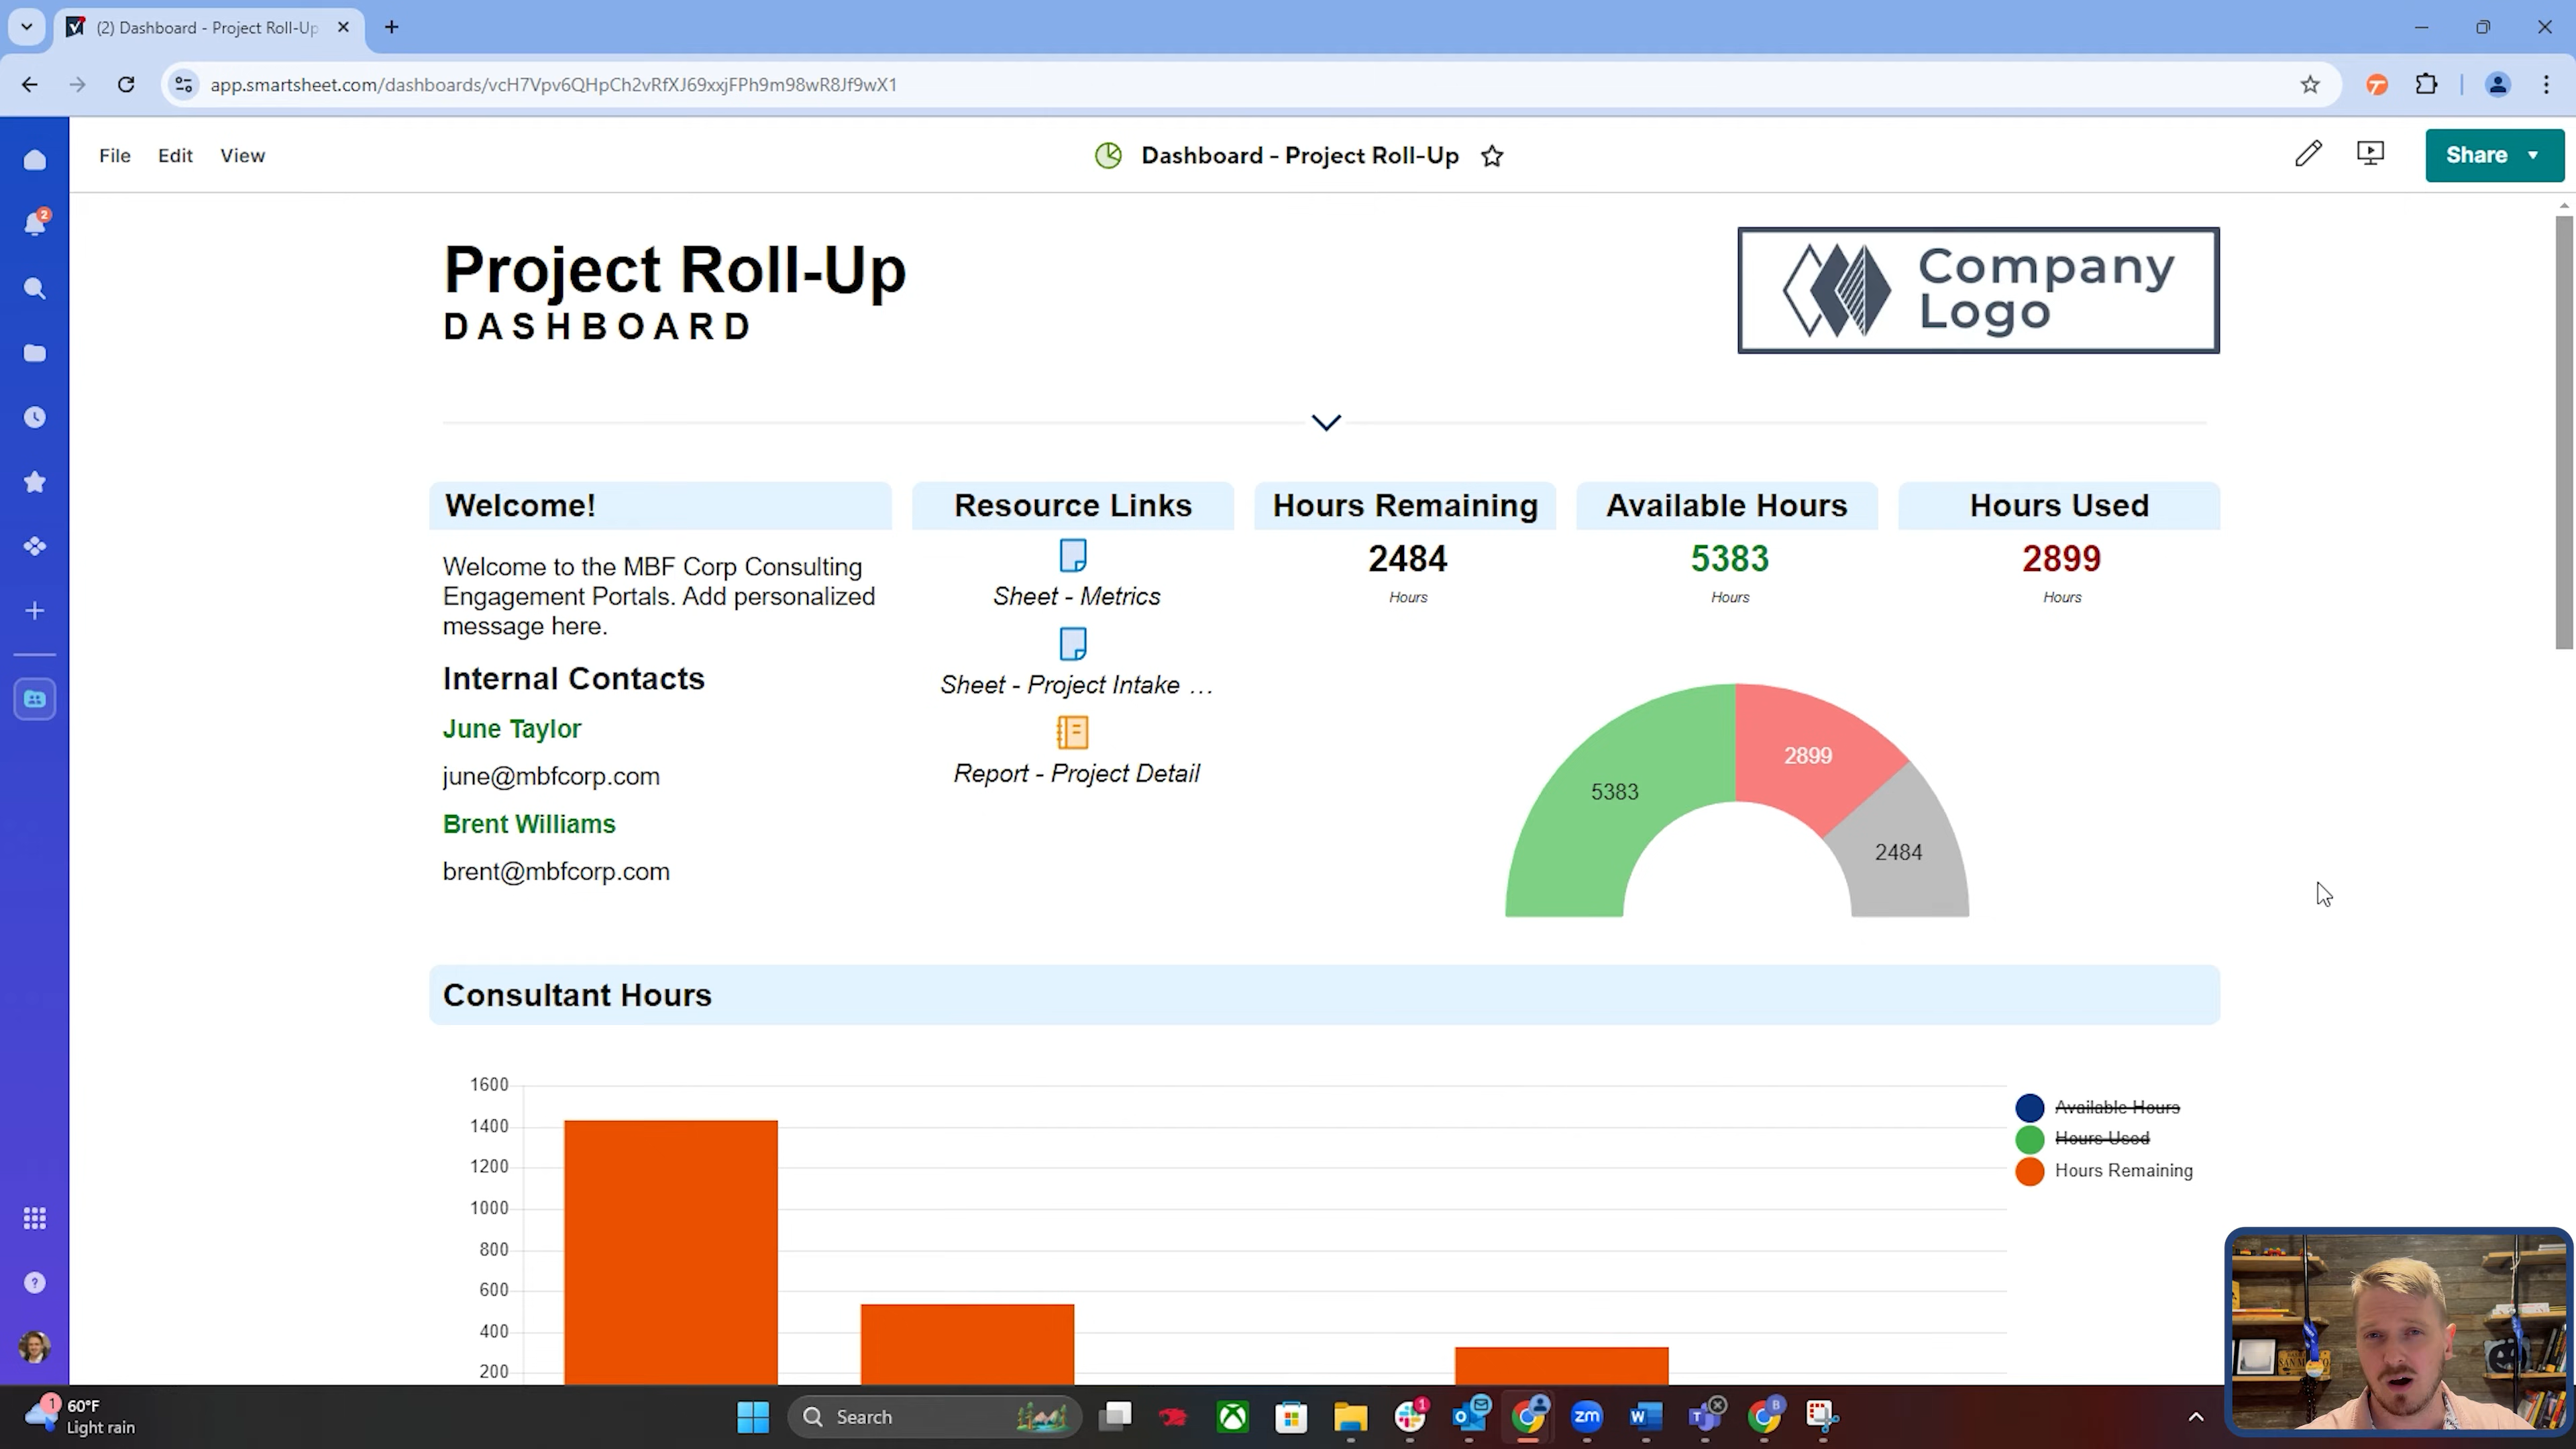 (2) Dashboard - Project Roll-Up
app.smartsheet.com/dashboards/vcH7Vpv6QHpCh2vRfXJ69xxjFPh9m98wR8Jf9wX1
File Edit View
Dashboard - Project Roll-Up
Share
2
Project Roll-Up
DASHBOARD
Company
Logo
Welcome!
Welcome to the MBF Corp Consulting
Engagement Portals. Add personalized
message here.
Internal Contacts
June Taylor
june@mbfcorp.com
Brent Williams
brent@mbfcorp.com
Resource Links
Sheet - Metrics
Sheet - Project Intake ...
Report - Project Detail
Hours Remaining
2484
Hours
Available Hours
5383
Hours
Hours Used
2899
Hours
5383
2899
2484
Consultant Hours
1600
1400
1200
1000
800
600
400
200
Available Hours
Hours Used
Hours Remaining
1
60°F
Light rain
Search
1
zm
W
B